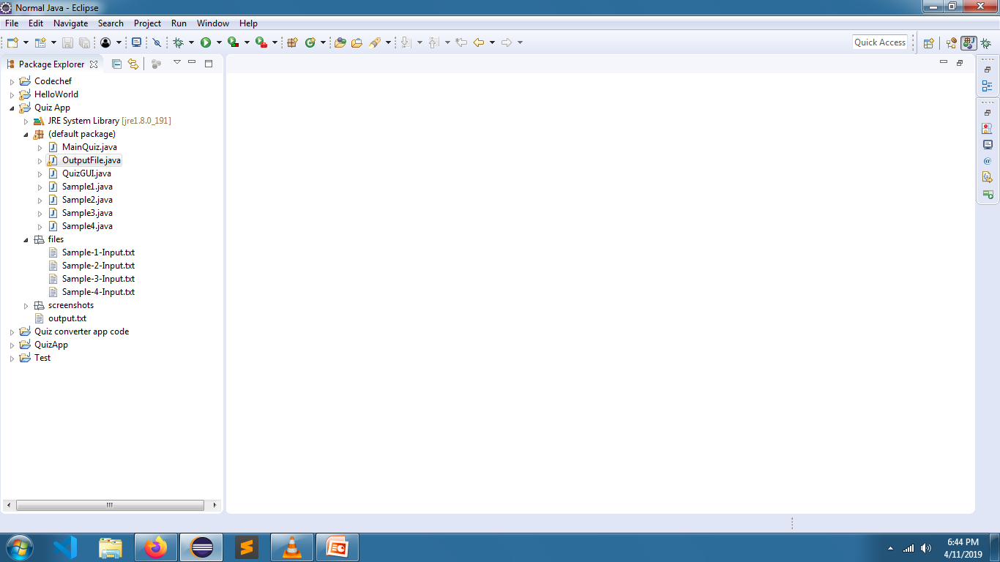 Normal Java - Eclipse
File Edit Navigate Search Project Run Window Help
Quick Access
Package Explorer
Codechef
HelloWorld
Quiz App
JRE System Library [jre1.8.0_191]
(default package)
MainQuiz.java
OutputFile.java
QuizGUI.java
Sample1.java
Sample2.java
Sample3.java
Sample4.java
files
Sample-1-Input.txt
Sample-2-Input.txt
Sample-3-Input.txt
Sample-4-Input.txt
screenshots
output.txt
Quiz converter app code
QuizApp
Test
6:44 PM
4/11/2019